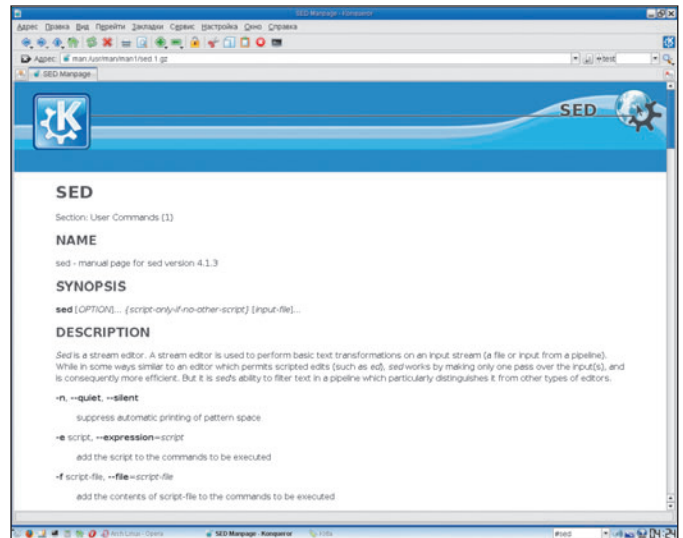 SED Manpage - Konqueror
Адрес Правка Вид Перейти Закладки Сервис Настройка Окно Справка
Адрес: man:/usr/man/man1/sed.1.gz
test
SED Manpage
SED
SED
Section: User Commands (1)
NAME
sed - manual page for sed version 4.1.3
SYNOPSIS
sed [OPTION]... {script-only-if-no-other-script} [input-file]...
DESCRIPTION
Sed is a stream editor. A stream editor is used to perform basic text transformations on an input stream (a file or input from a pipeline).
While in some ways similar to an editor which permits scripted edits (such as ed), sed works by making only one pass over the input(s), and
is consequently more efficient. But it is sed's ability to filter text in a pipeline which particularly distinguishes it from other types of editors.
-n, --quiet, --silent
suppress automatic printing of pattern space
-e script, --expression=script
add the script to the commands to be executed
-f script-file, --file=script-file
add the contents of script-file to the commands to be executed
Arch Linux - Opera SED Manpage - Konqueror #sed 04:24